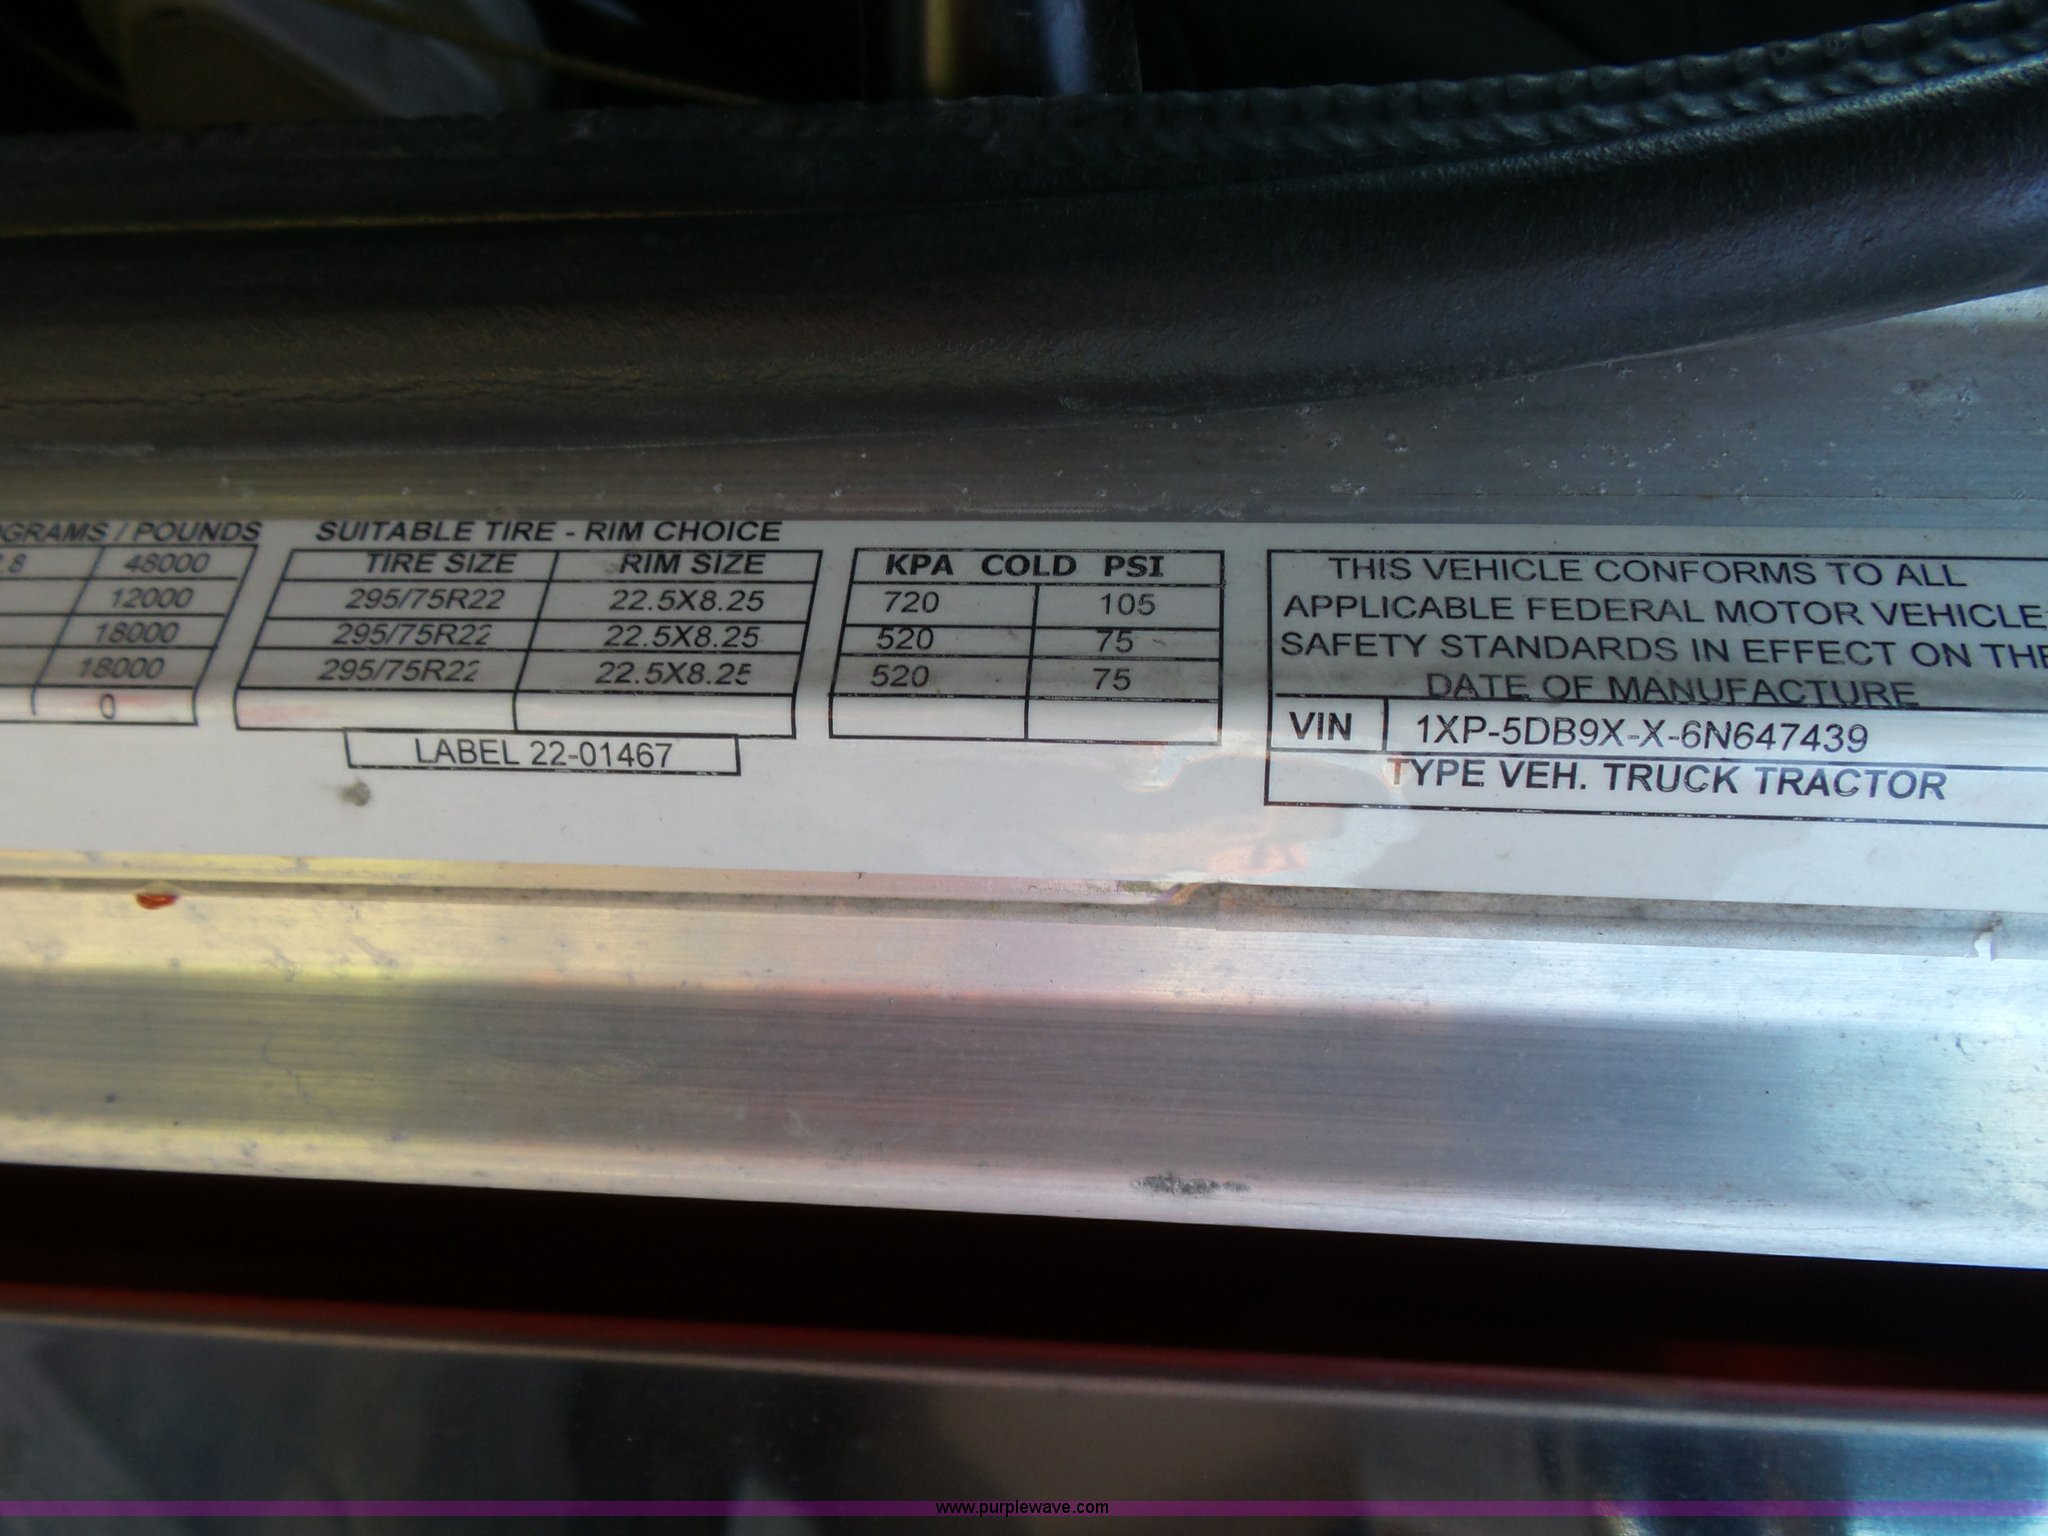 OGRAMS / POUNDS
8 48000
12000
18000
18000
0
SUITABLE TIRE - RIM CHOICE
TIRE SIZE RIM SIZE
295/75R22 22.5X8.25
295/75R22 22.5X8.25
295/75R22 22.5X8.25
LABEL 22-01467
KPA COLD PSI
720 105
520 75
520 75
THIS VEHICLE CONFORMS TO ALL
APPLICABLE FEDERAL MOTOR VEHICLE
SAFETY STANDARDS IN EFFECT ON THE
DATE OF MANUFACTURE
VIN 1XP-5DB9X-X-6N647439
TYPE VEH. TRUCK TRACTOR
www.purplewave.com